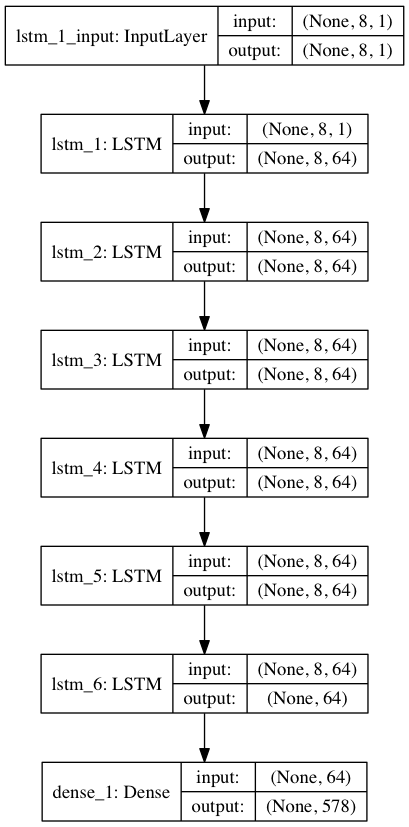 lstm_1_input: InputLayer
input: (None, 8, 1)
output: (None, 8, 1)
lstm_1: LSTM
input: (None, 8, 1)
output: (None, 8, 64)
lstm_2: LSTM
input: (None, 8, 64)
output: (None, 8, 64)
lstm_3: LSTM
input: (None, 8, 64)
output: (None, 8, 64)
lstm_4: LSTM
input: (None, 8, 64)
output: (None, 8, 64)
lstm_5: LSTM
input: (None, 8, 64)
output: (None, 8, 64)
lstm_6: LSTM
input: (None, 8, 64)
output: (None, 64)
dense_1: Dense
input: (None, 64)
output: (None, 578)